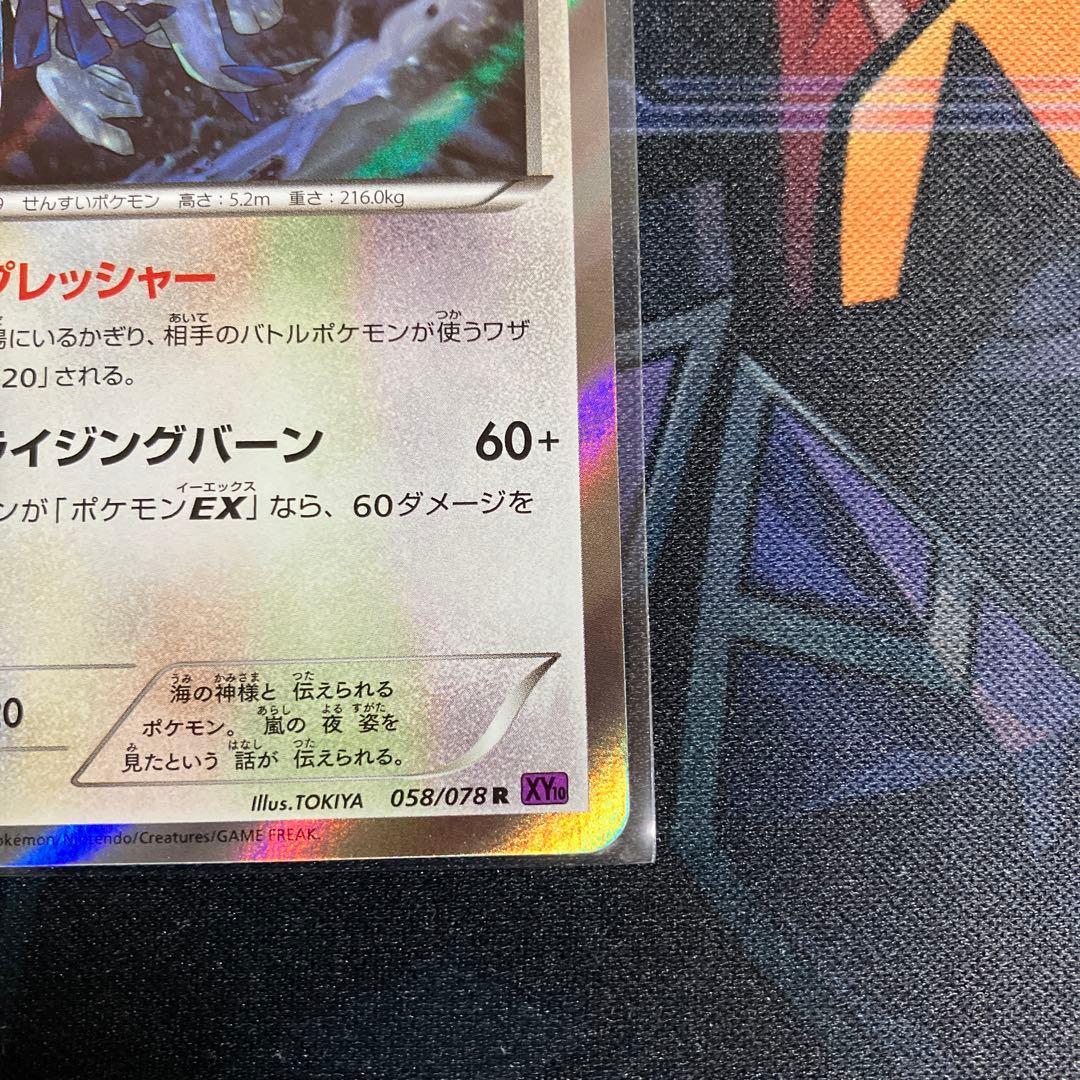 9 せんすいポケモン 高さ：5.2m 重さ：216.0kg
プレッシャー
場にいるかぎり、相手のバトルポケモンが使うワザ
20」される。
ライジングバーン 60+
ンが「ポケモンEX」なら、60ダメージを
20
海の神様と 伝えられる
ポケモン。 嵐の 夜 姿を
見たという 話が 伝えられる。
Illus.TOKIYA 058/078 R XY10
Pokémon/Nintendo/Creatures/GAME FREAK.